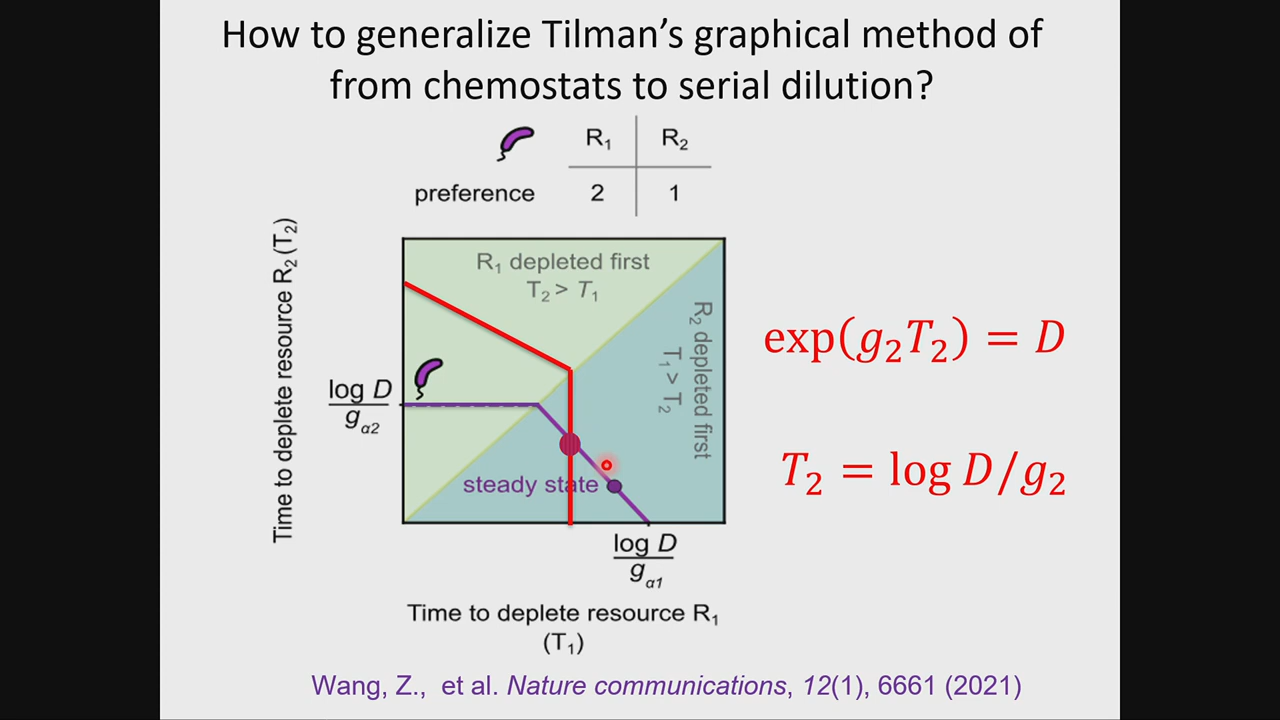 How to generalize Tilman's graphical method of
from chemostats to serial dilution?
R₁ R₂
preference 2 1
Time to deplete resource R₂ (T₂)
R₁ depleted first
T₂ > T₁
R₂ depleted first
T₁ > T₂
log D
gα2
steady state
log D
gα1
Time to deplete resource R₁
(T₁)
exp(g₂T₂) = D
T₂ = log D/g₂
Wang, Z., et al. Nature communications, 12(1), 6661 (2021)